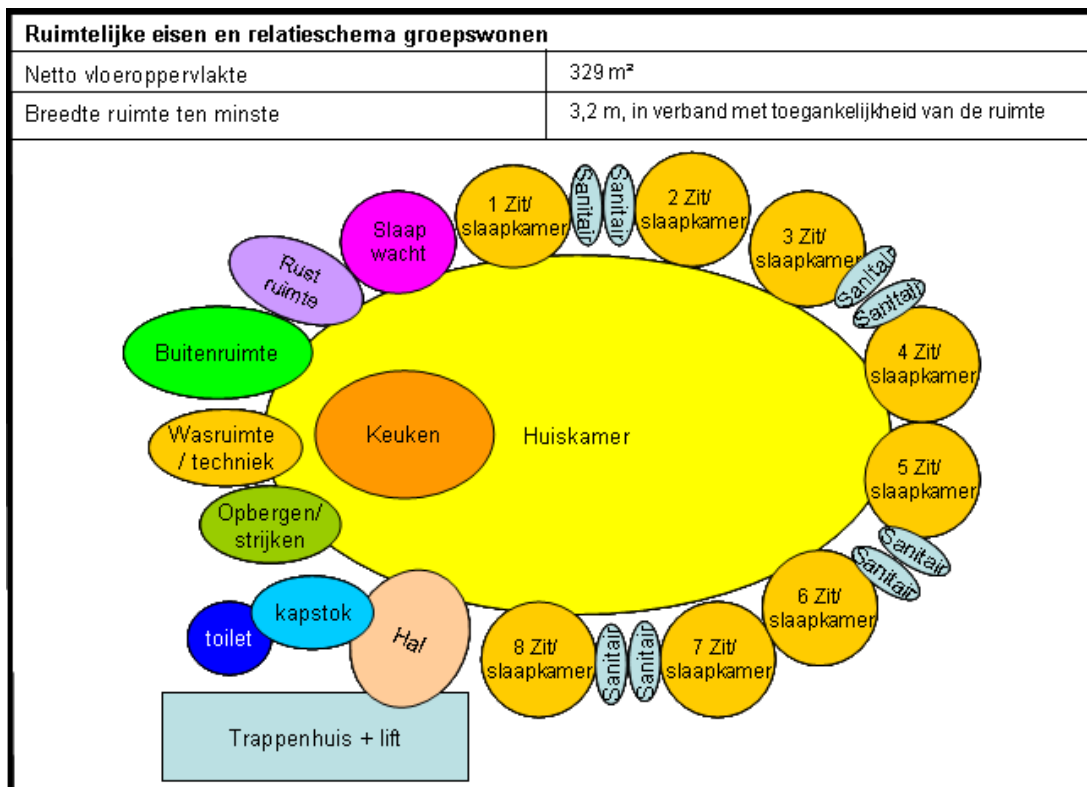 Ruimtelijke eisen en relatieschema groepswonen
Netto vloeroppervlakte
329 m²
Breedte ruimte ten minste
3,2 m, in verband met toegankelijkheid van de ruimte
1 Zit/
slaapkamer
Sanitair
Sanitair
2 Zit/
slaapkamer
3 Zit/
slaapkamer
Sanitair
Sanitair
4 Zit/
slaapkamer
5 Zit/
slaapkamer
Sanitair
Sanitair
6 Zit/
slaapkamer
7 Zit/
slaapkamer
Sanitair
Sanitair
8 Zit/
slaapkamer
Slaap
wacht
Rust
ruimte
Buitenruimte
Wasruimte
/ techniek
Opbergen/
strijken
Keuken
Huiskamer
kapstok
toilet
Hal
Trappenhuis + lift